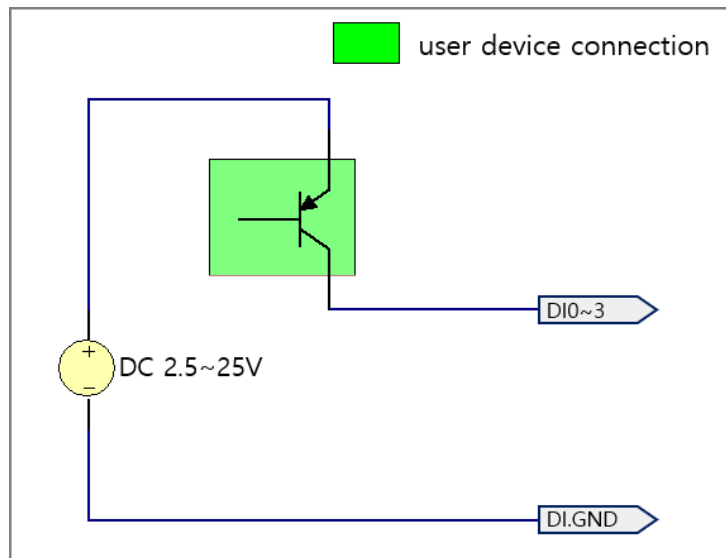 user device connection
DI0~3
+
DC 2.5~25V
−
DI.GND